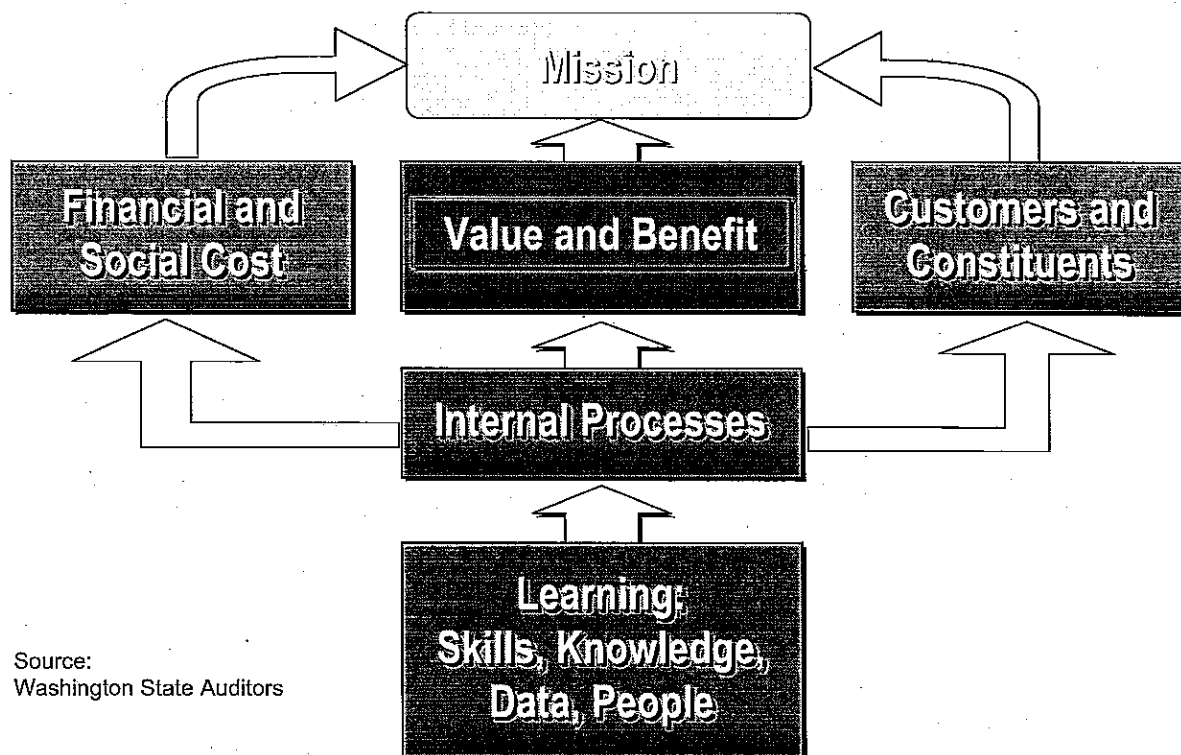 Mission
Financial and
Social Cost
Value and Benefit
Customers and
Constituents
Internal Processes
Learning:
Skills, Knowledge,
Data, People
Source:
Washington State Auditors